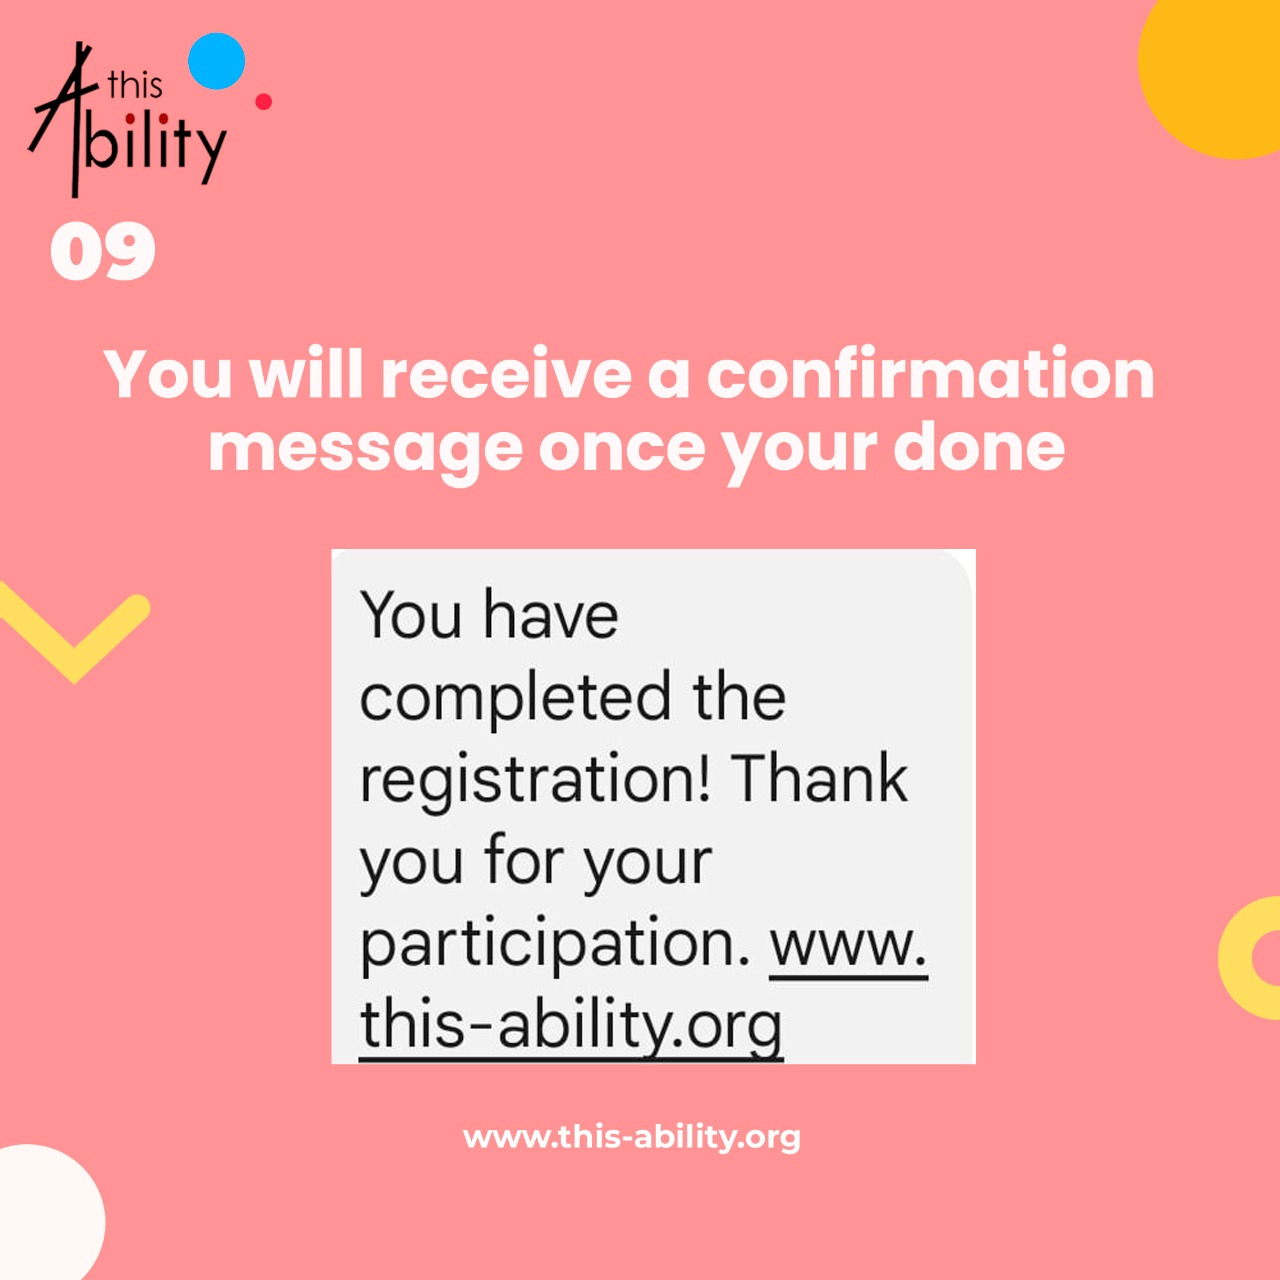 this
Ability
09
You will receive a confirmation
message once your done
You have
completed the
registration! Thank
you for your
participation. www.
this-ability.org
www.this-ability.org